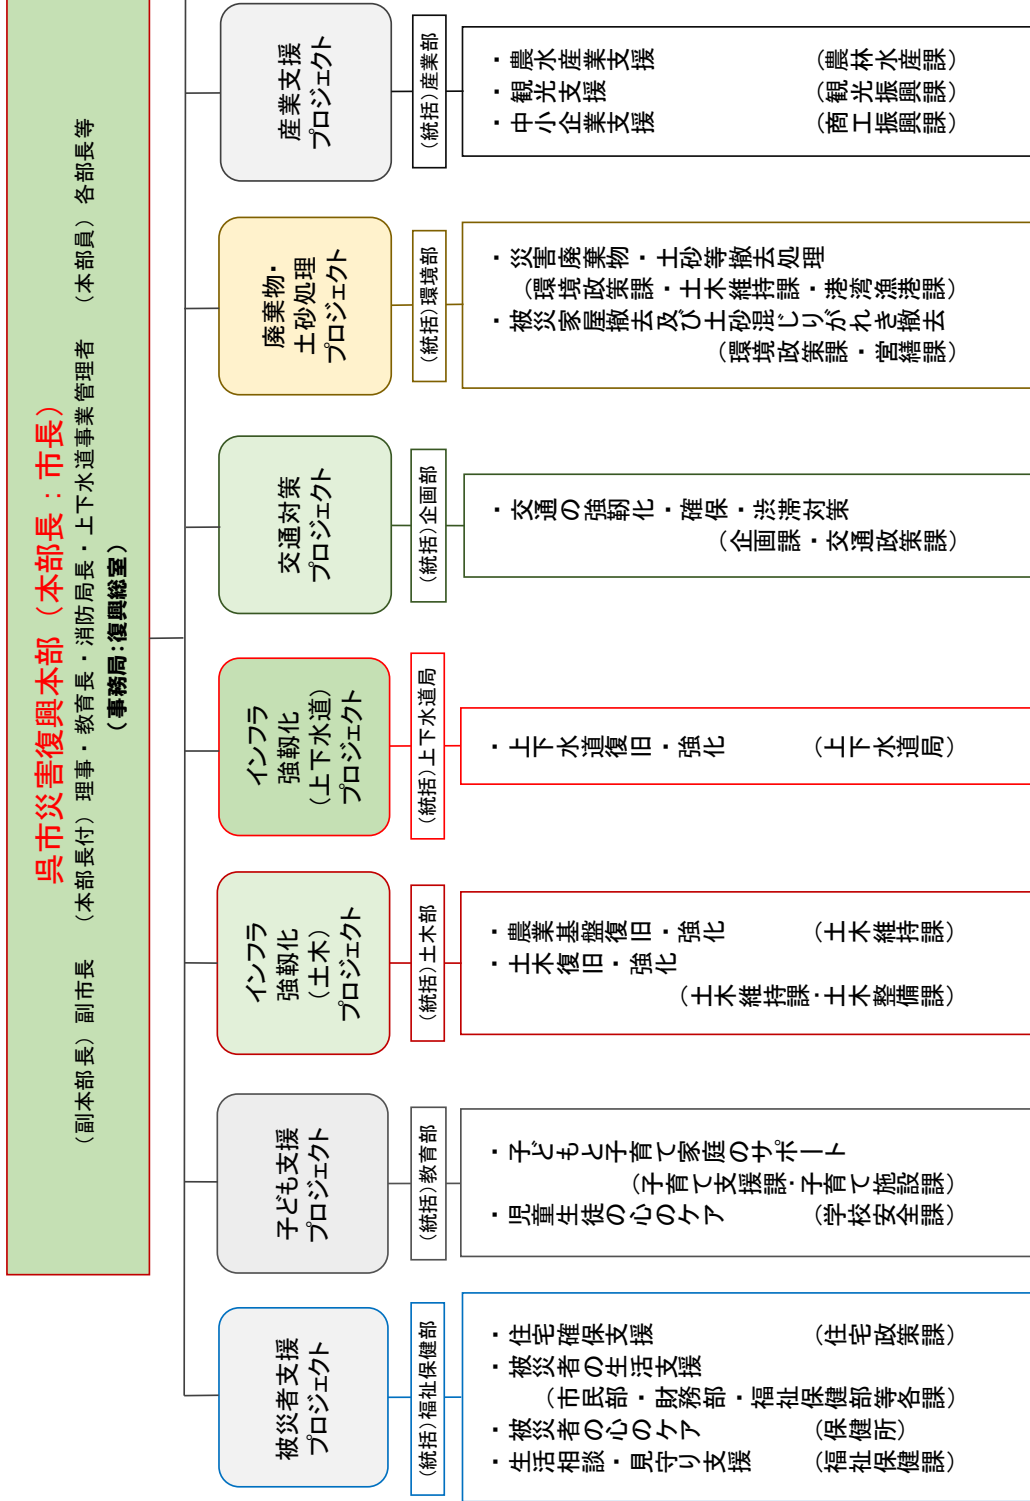 呉市災害復興本部（本部長：市長）
（副本部長）副市長　（本部長付）理事・教育長・消防局長・上下水道事業管理者　（本部員）各部長等
（事務局：復興総室）
被災者支援
プロジェクト
(統括)福祉保健部
・住宅確保支援　（住宅政策課）
・被災者の生活支援
（市民部・財務部・福祉保健部等各課）
・被災者の心のケア　（保健所）
・生活相談・見守り支援　（福祉保健課）
子ども支援
プロジェクト
(統括)教育部
・子どもと子育て家庭のサポート
（子育て支援課・子育て施設課）
・児童生徒の心のケア　（学校安全課）
インフラ
強靭化
(土木)
プロジェクト
(統括)土木部
・農業基盤復旧・強化　（土木維持課）
・土木復旧・強化
（土木維持課・土木整備課）
インフラ
強靭化
(上下水道)
プロジェクト
(統括)上下水道局
・上下水道復旧・強化　（上下水道局）
交通対策
プロジェクト
(統括)企画部
・交通の強靭化・確保・渋滞対策
（企画課・交通政策課）
廃棄物・
土砂処理
プロジェクト
(統括)環境部
・災害廃棄物・土砂等撤去処理
（環境政策課・土木維持課・港湾漁港課）
・被災家屋撤去及び土砂混じりがれき撤去
（環境政策課・営繕課）
産業支援
プロジェクト
(統括)産業部
・農水産業支援　（農林水産課）
・観光支援　（観光振興課）
・中小企業支援　（商工振興課）